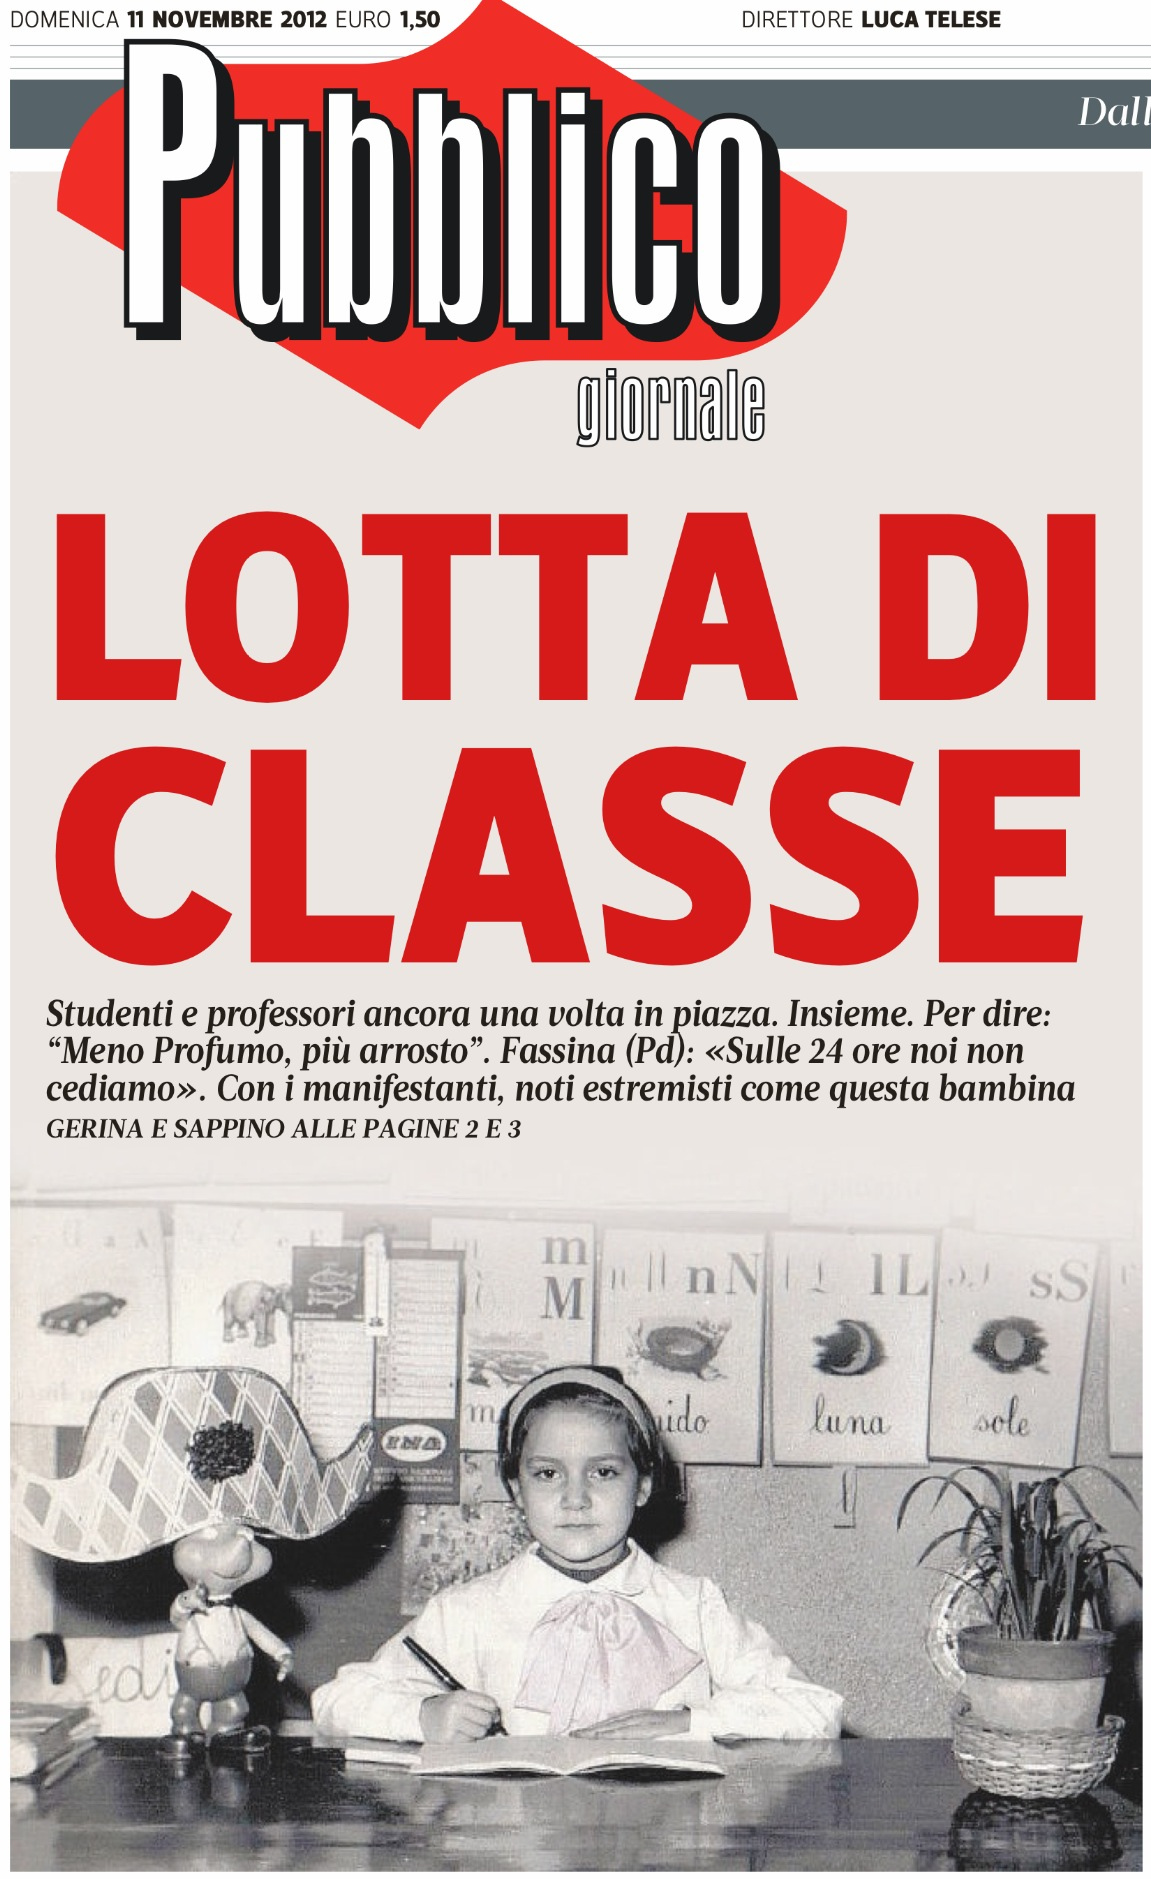 DOMENICA 11 NOVEMBRE 2012 EURO 1,50
DIRETTORE LUCA TELESE
Dall
Pubblico
giornale
LOTTA DI
CLASSE
Studenti e professori ancora una volta in piazza. Insieme. Per dire:
“Meno Profumo, più arrosto”. Fassina (Pd): «Sulle 24 ore noi non
cediamo». Con i manifestanti, noti estremisti come questa bambina
GERINA E SAPPINO ALLE PAGINE 2 E 3
m
M
nN
lL
sS
m
nido
luna
sole
INA